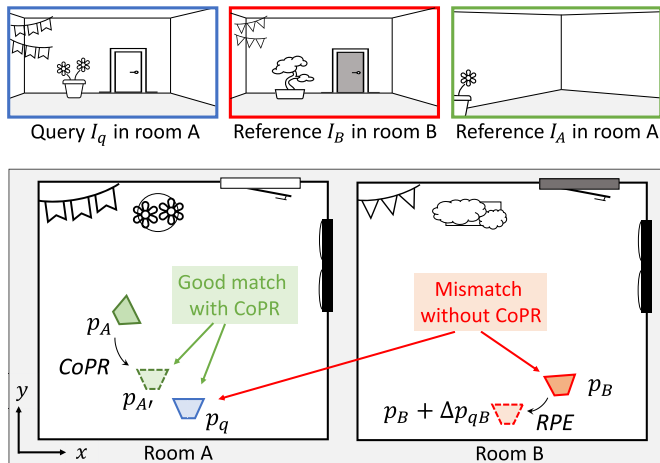 Query $I_q$ in room A
Reference $I_B$ in room B
Reference $I_A$ in room A
Good match
with CoPR
Mismatch
without CoPR
$p_A$
CoPR
$p_{A'}$
$p_q$
$p_B$
$p_B + \Delta p_{qB}$
RPE
y
x
Room A
Room B